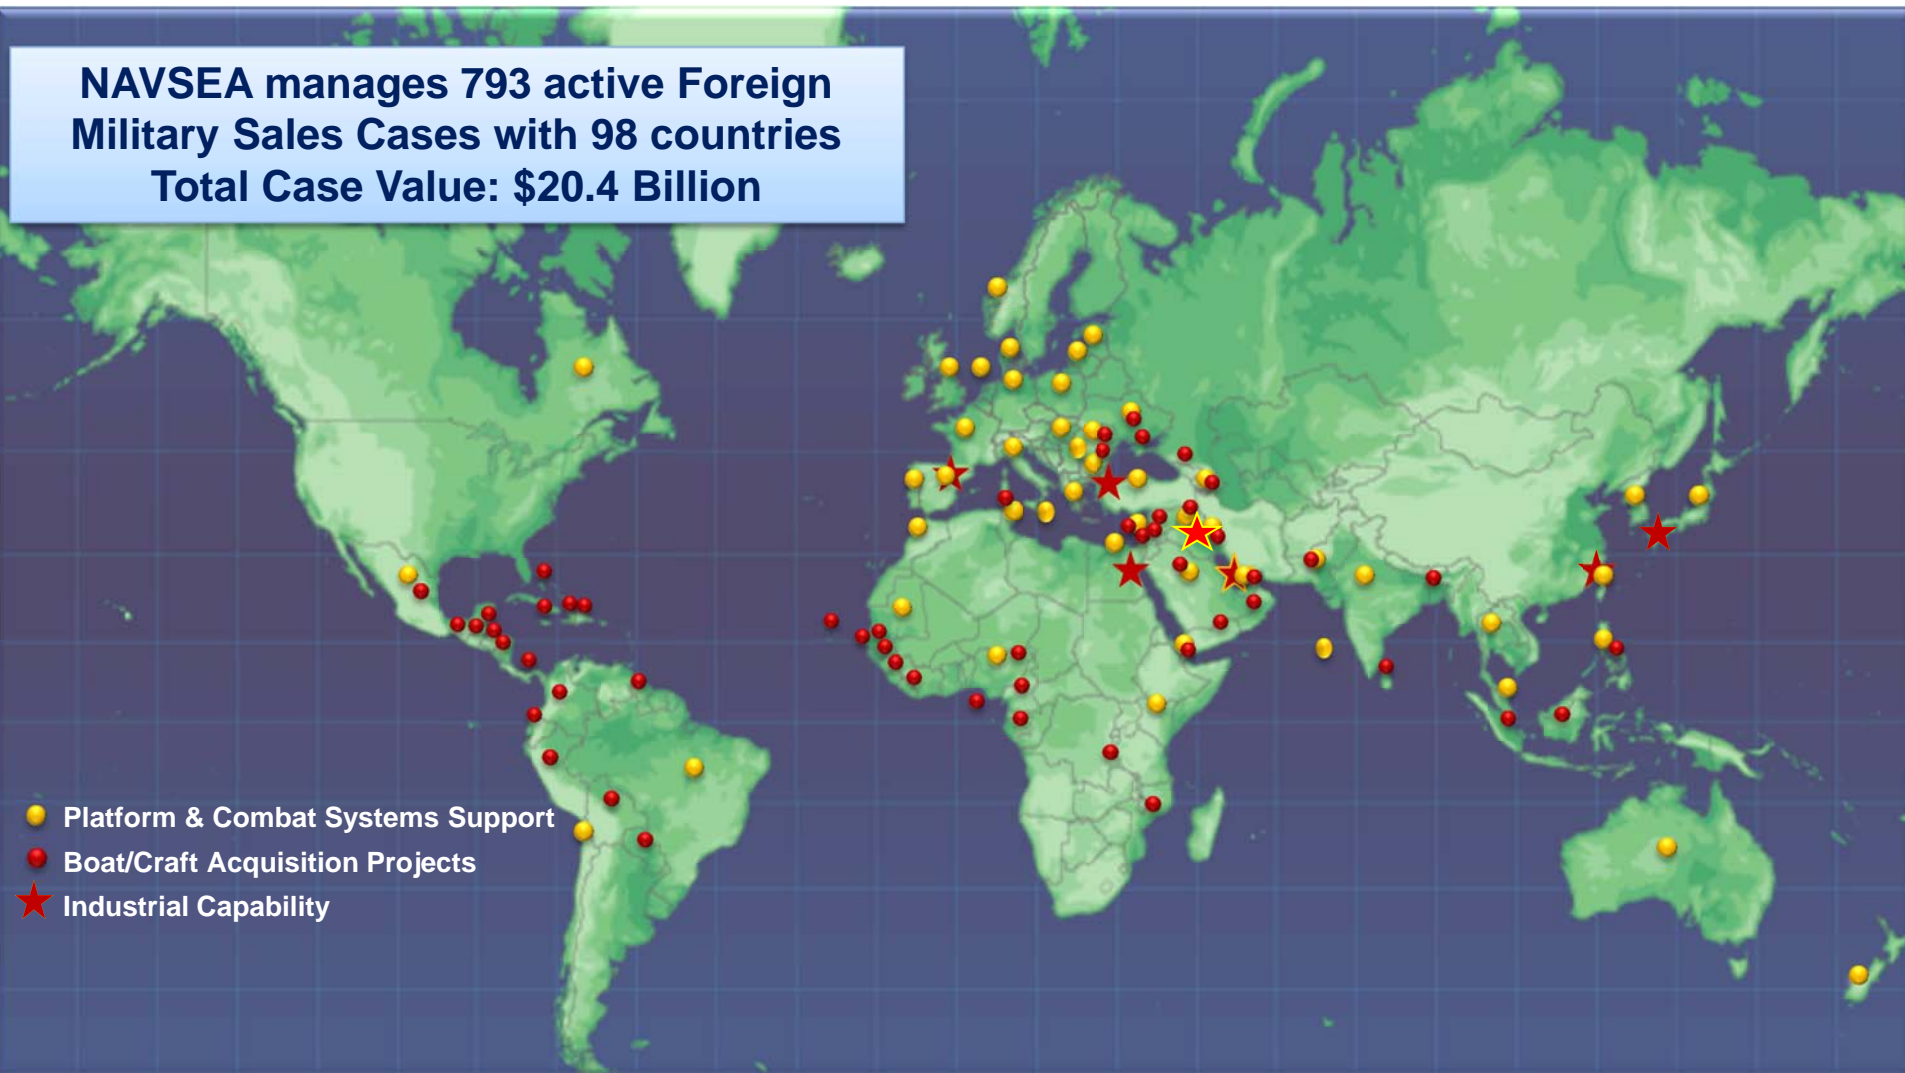 NAVSEA manages 793 active Foreign
Military Sales Cases with 98 countries
Total Case Value: $20.4 Billion
Platform & Combat Systems Support
Boat/Craft Acquisition Projects
Industrial Capability